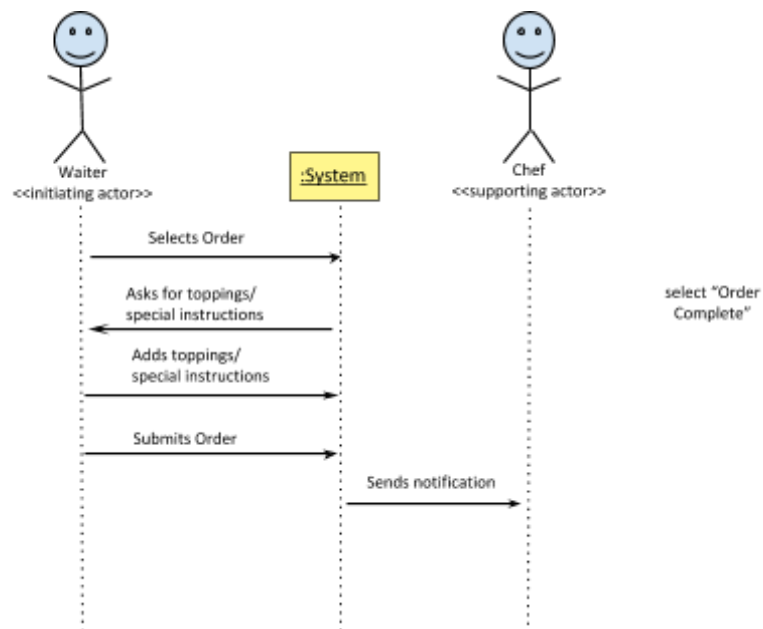 Waiter
<<initiating actor>>
:System
Chef
<<supporting actor>>
Selects Order
Asks for toppings/
special instructions
select "Order
Complete"
Adds toppings/
special instructions
Submits Order
Sends notification